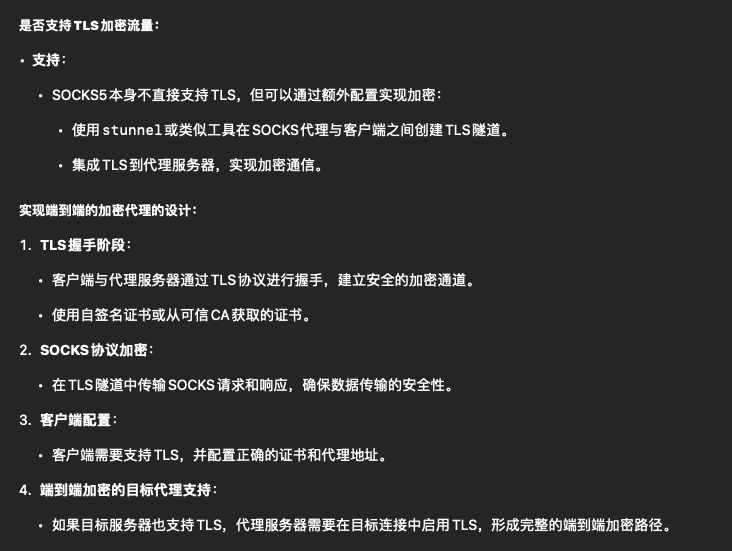 是否支持TLS加密流量：
• 支持：
• SOCKS5本身不直接支持TLS，但可以通过额外配置实现加密：
• 使用stunnel或类似工具在SOCKS代理与客户端之间创建TLS隧道。
• 集成TLS到代理服务器，实现加密通信。
实现端到端的加密代理的设计：
1. TLS握手阶段：
• 客户端与代理服务器通过TLS协议进行握手，建立安全的加密通道。
• 使用自签名证书或从可信CA获取的证书。
2. SOCKS协议加密：
• 在TLS隧道中传输SOCKS请求和响应，确保数据传输的安全性。
3. 客户端配置：
• 客户端需要支持TLS，并配置正确的证书和代理地址。
4. 端到端加密的目标代理支持：
• 如果目标服务器也支持TLS，代理服务器需要在目标连接中启用TLS，形成完整的端到端加密路径。